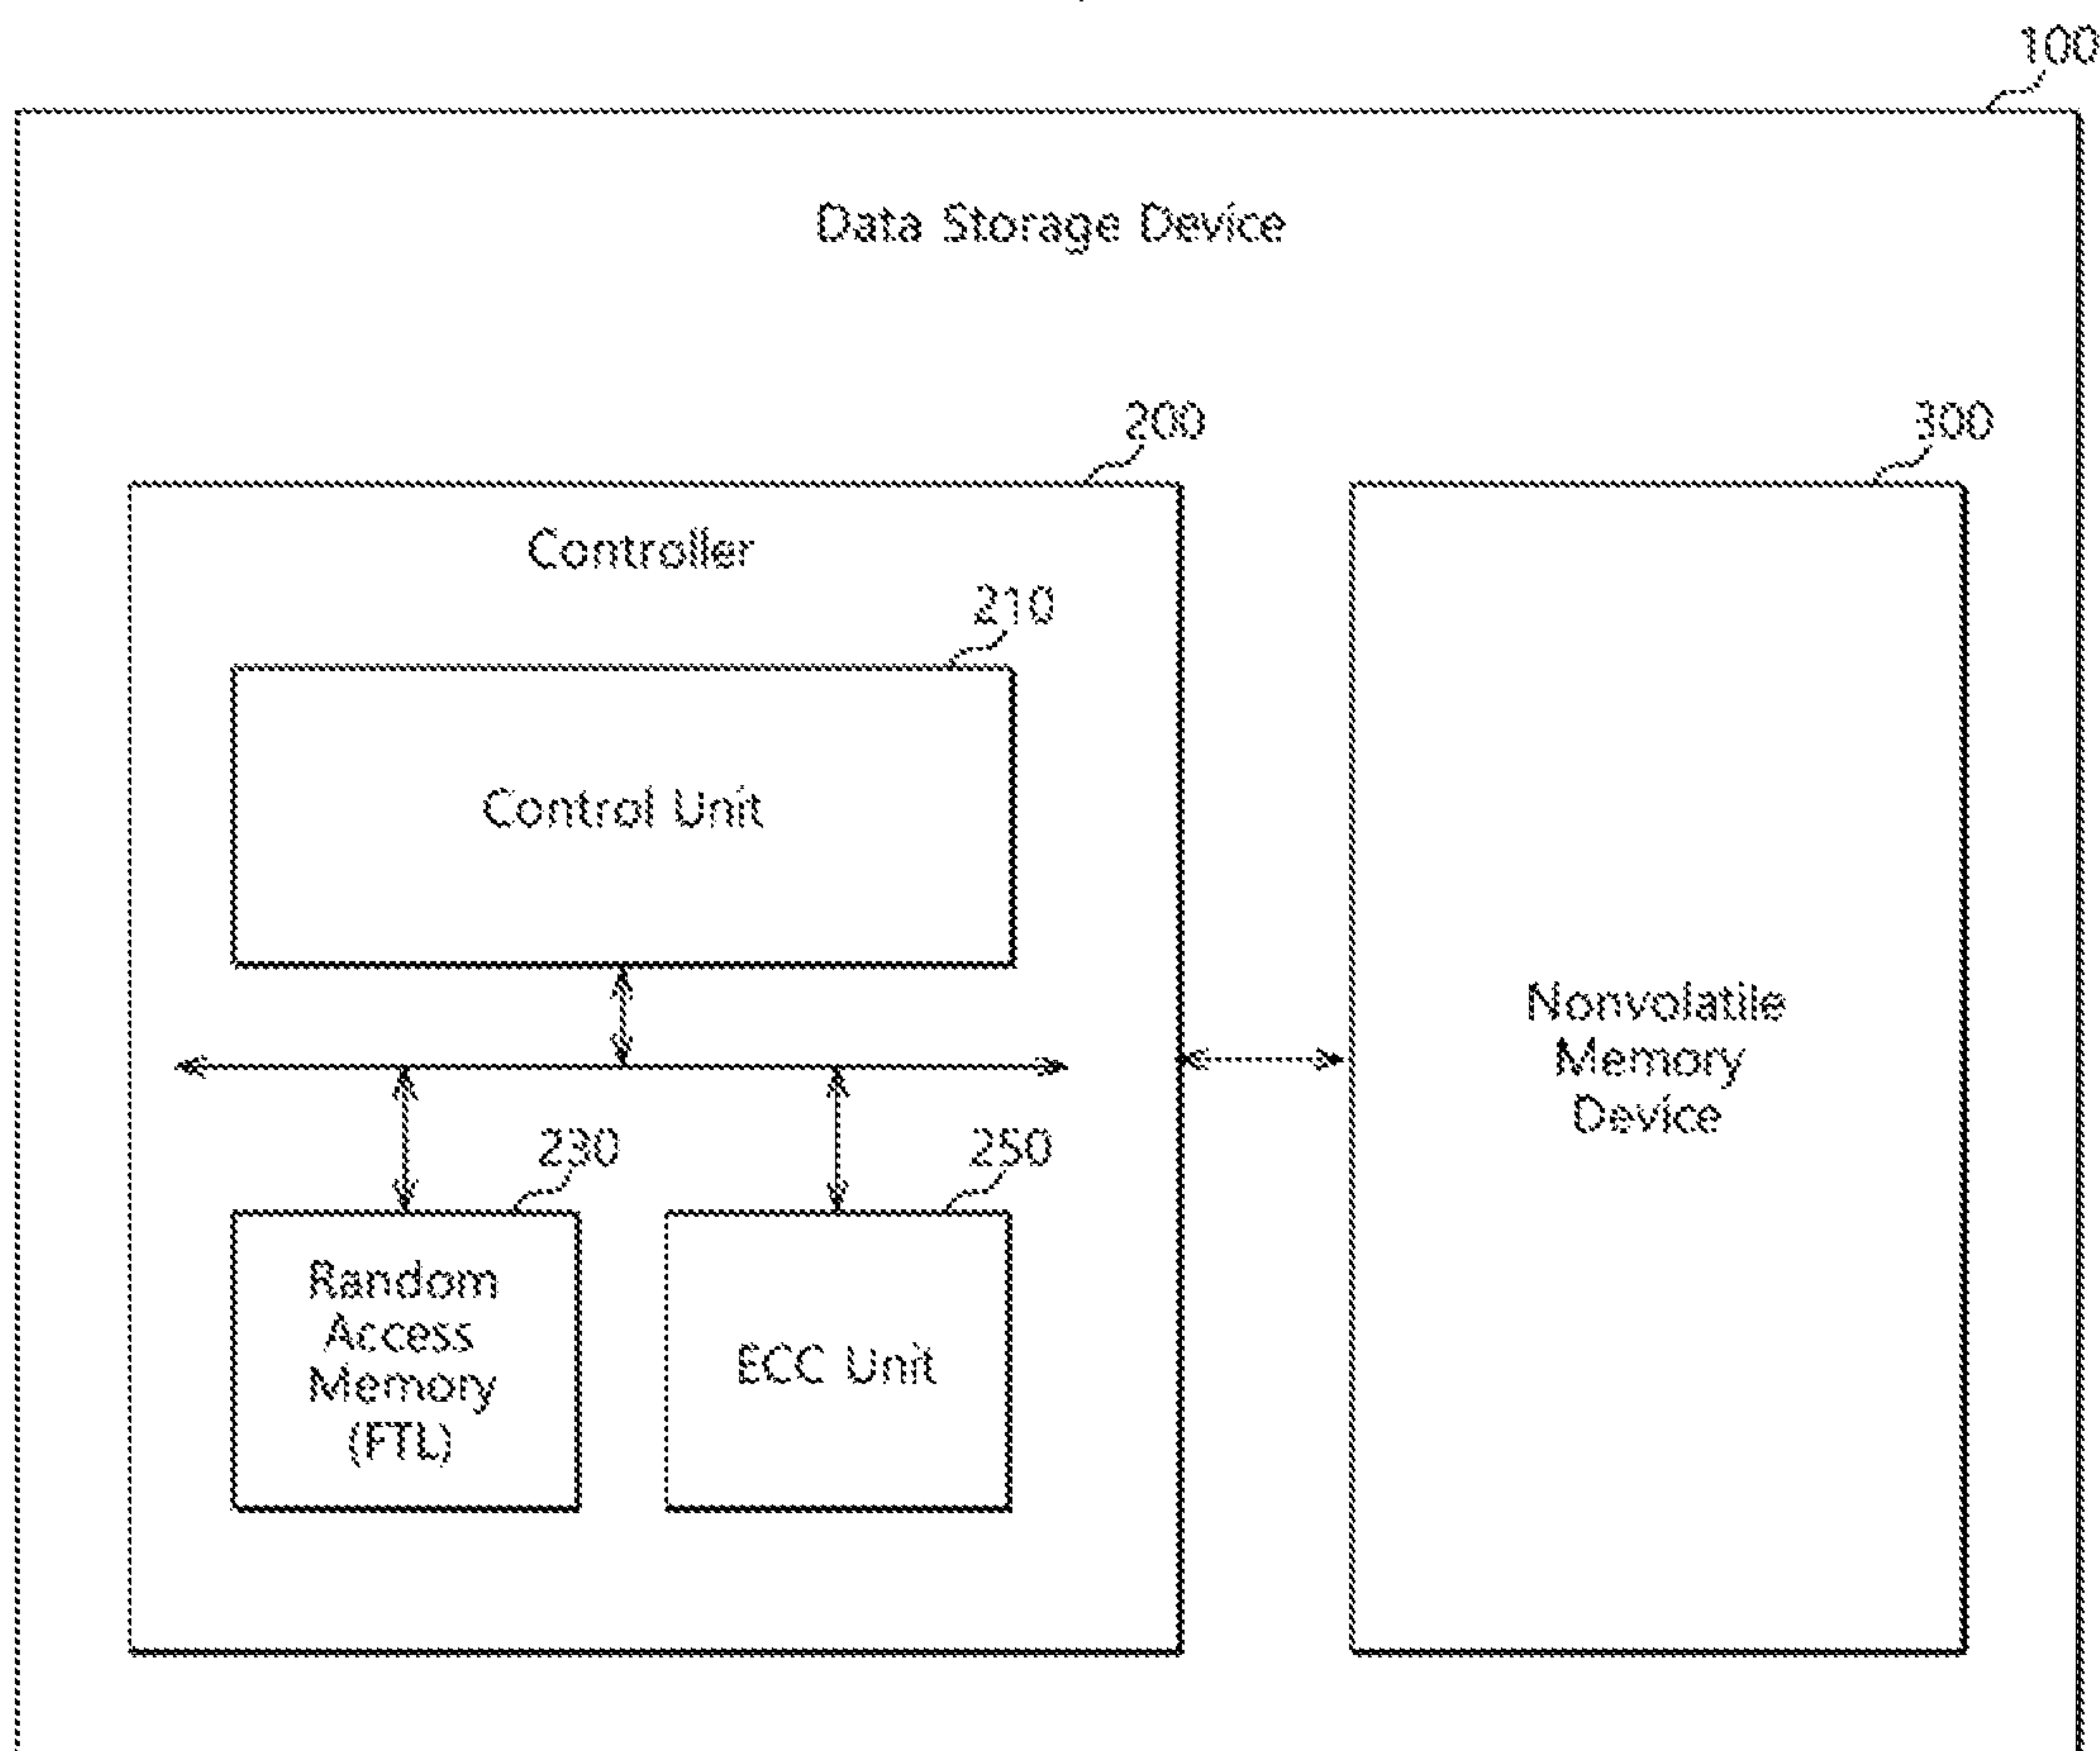 100
Data Storage Device
200
300
Controller
210
Control Unit
Nonvolatile
Memory
Device
230
250
Random
Access
Memory
(FTL)
ECC Unit